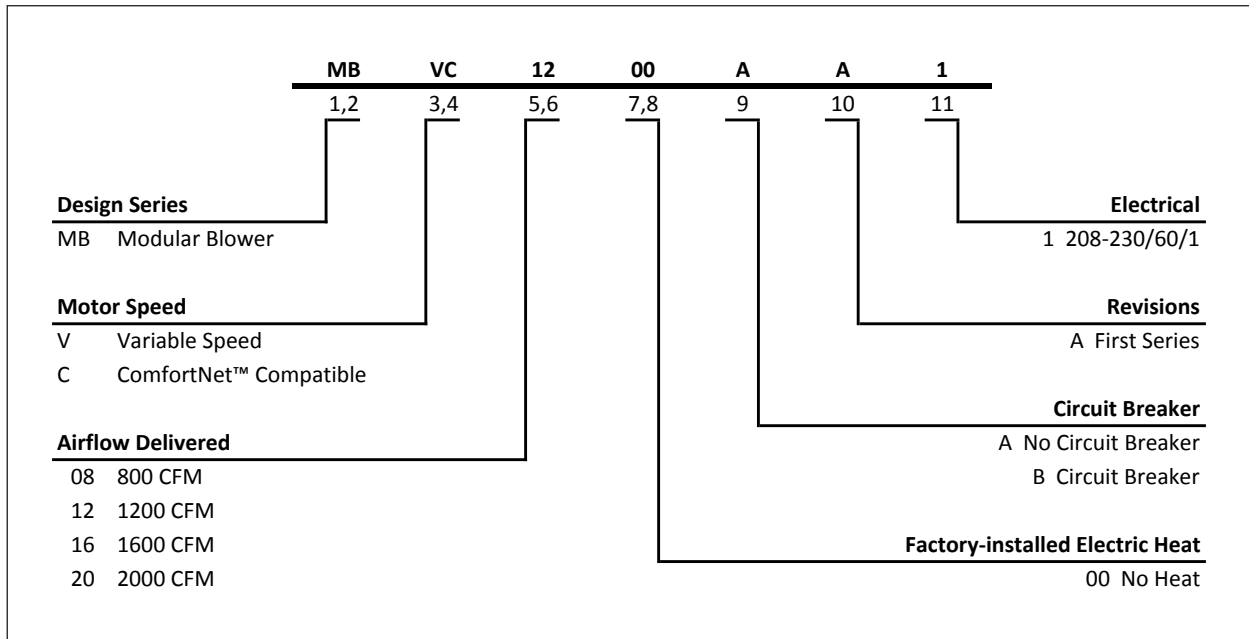 MB VC 12 00 A A 1
1,2 3,4 5,6 7,8 9 10 11
Design Series
MB Modular Blower
Motor Speed
V Variable Speed
C ComfortNet™ Compatible
Airflow Delivered
08 800 CFM
12 1200 CFM
16 1600 CFM
20 2000 CFM
Electrical
1 208-230/60/1
Revisions
A First Series
Circuit Breaker
A No Circuit Breaker
B Circuit Breaker
Factory-installed Electric Heat
00 No Heat